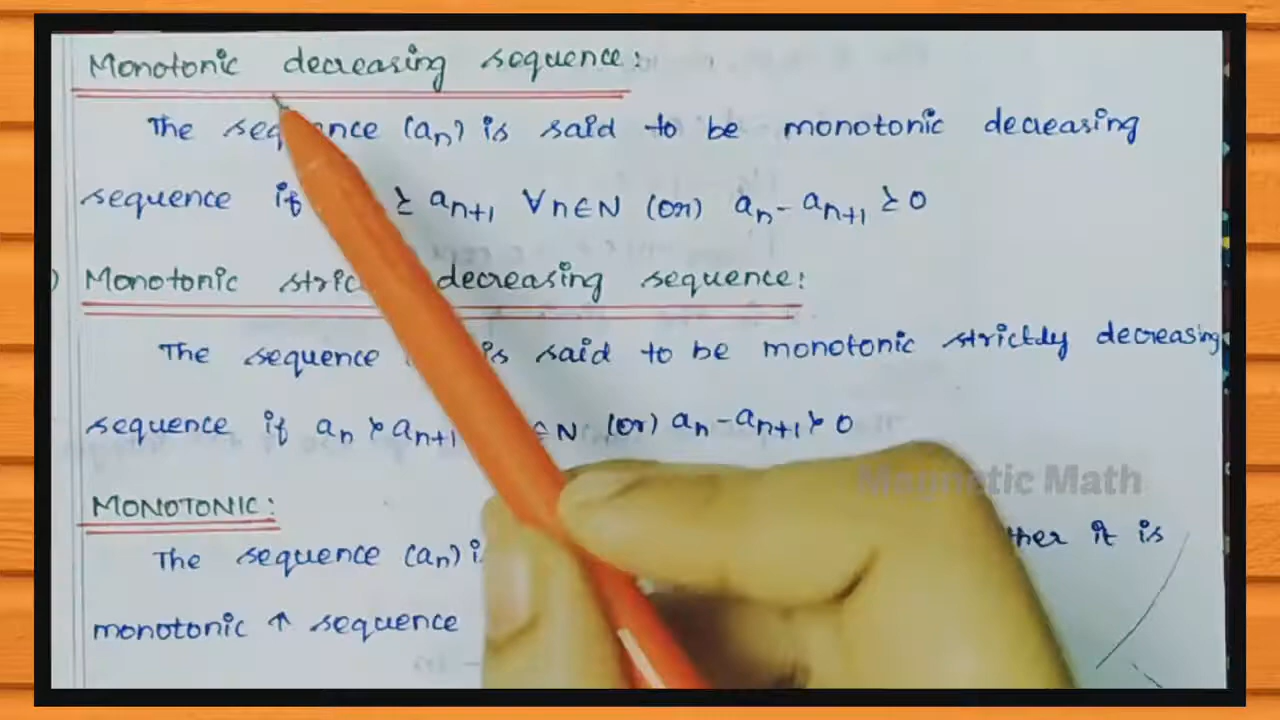 Monotonic decreasing sequence:
The sequence (an) is said to be monotonic decreasing
sequence if ≥ an+1 ∀n∈N (or) an - an+1 ≥ 0
) Monotonic decreasing sequence:
The sequence is said to be monotonic strictly decreasing
sequence if an > an+1 ∈N (or) an - an+1 > 0
Magnetic Math
MONOTONIC:
The sequence (an) it is
monotonic ↑ sequence